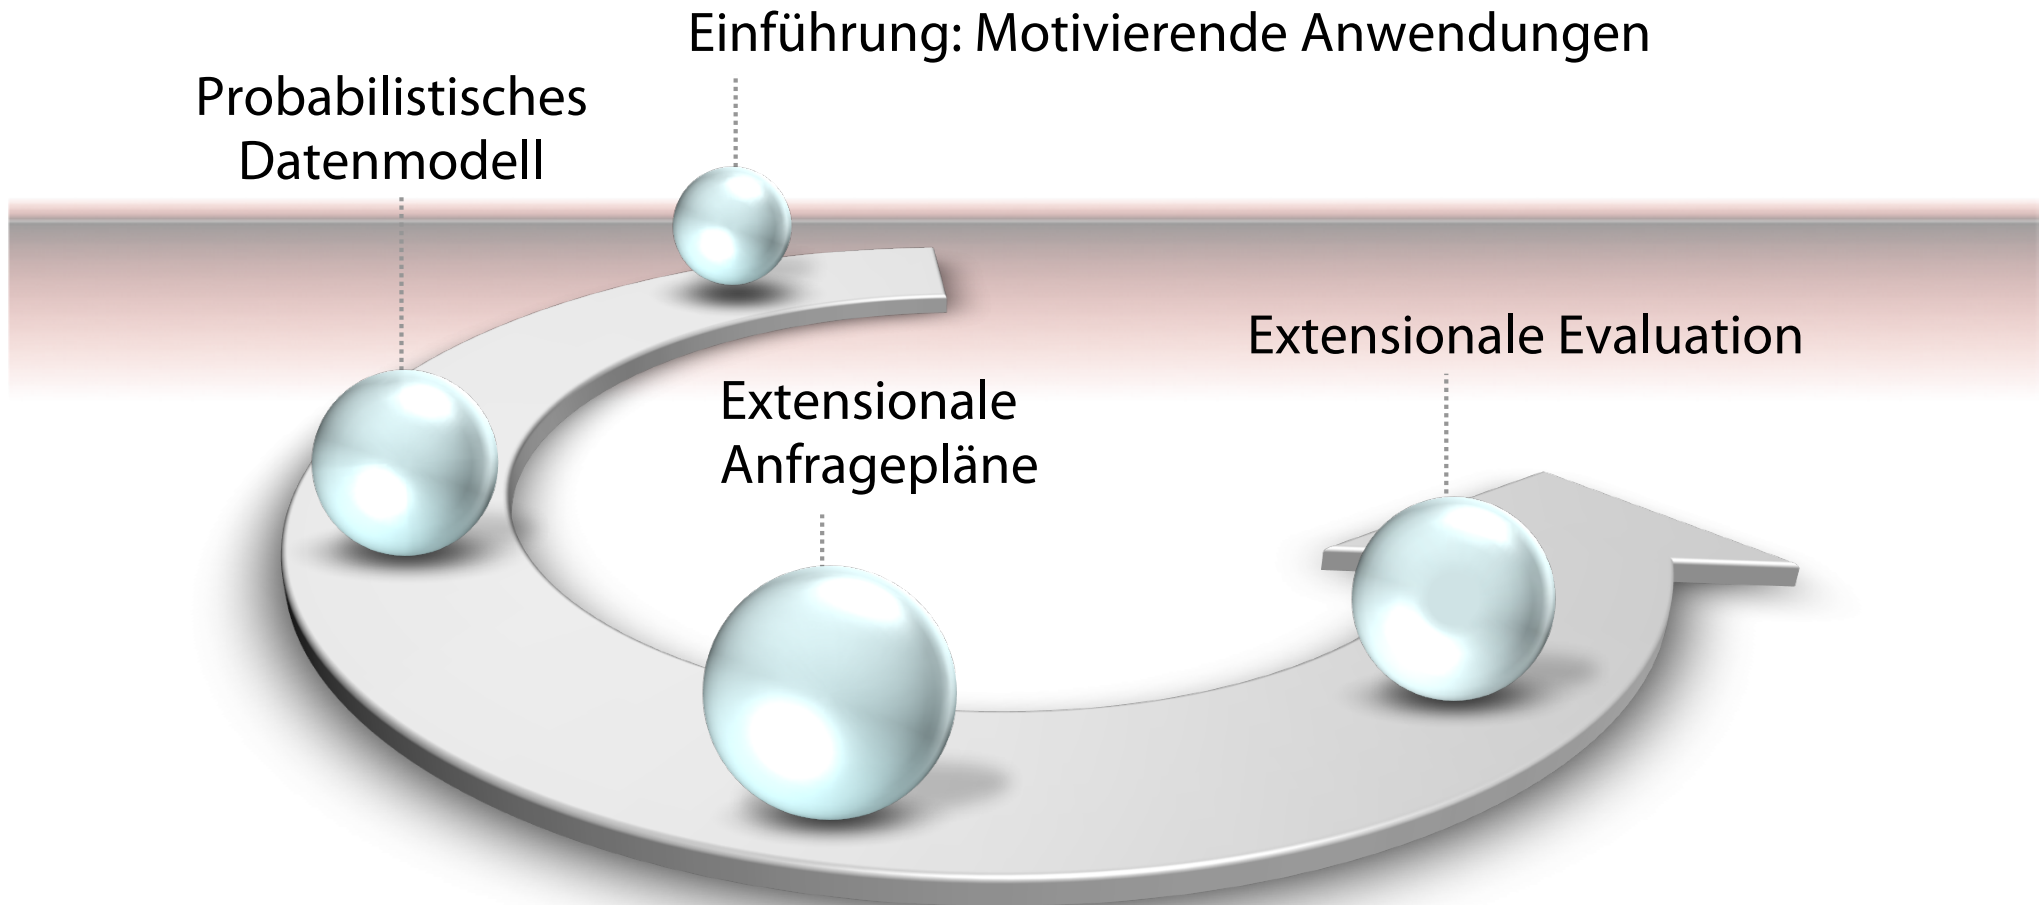 Einführung: Motivierende Anwendungen
Probabilistisches
Datenmodell
Extensionale
Anfragepläne
Extensionale Evaluation